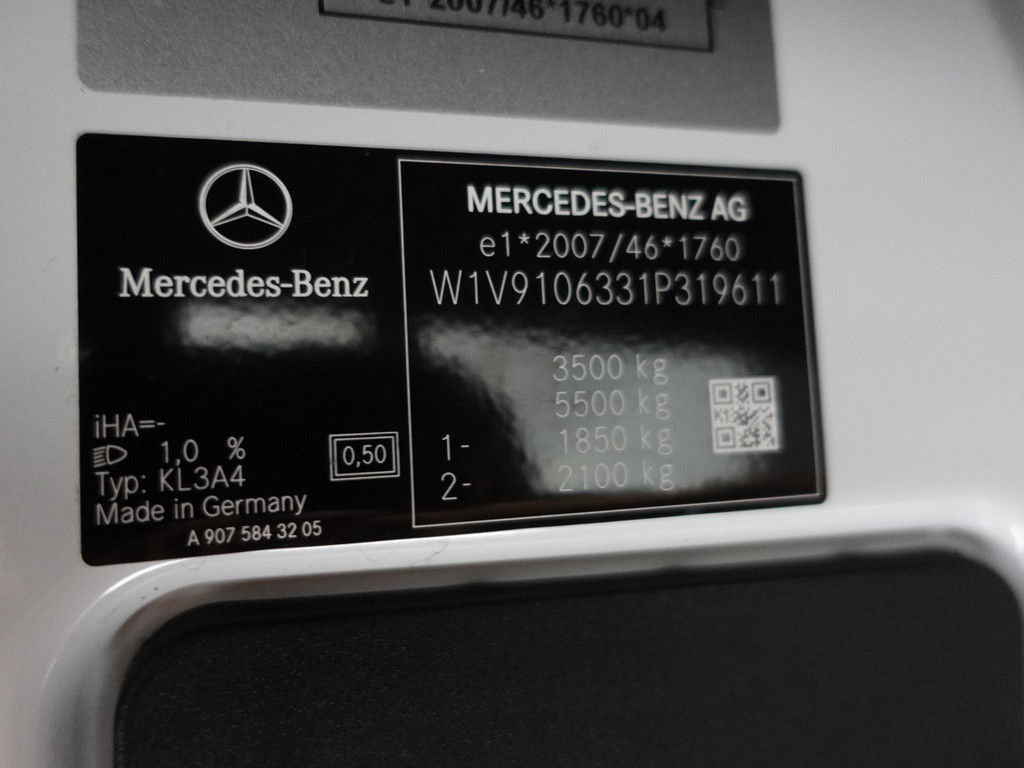 e1*2007/46*1760*04
MERCEDES-BENZ AG
e1*2007/46*1760
W1V9106331P319611
Mercedes-Benz
3500 kg
5500 kg
1- 1850 kg
2- 2100 kg
iHA=-
1,0 %
0,50
Typ: KL3A4
Made in Germany
A 907 584 32 05